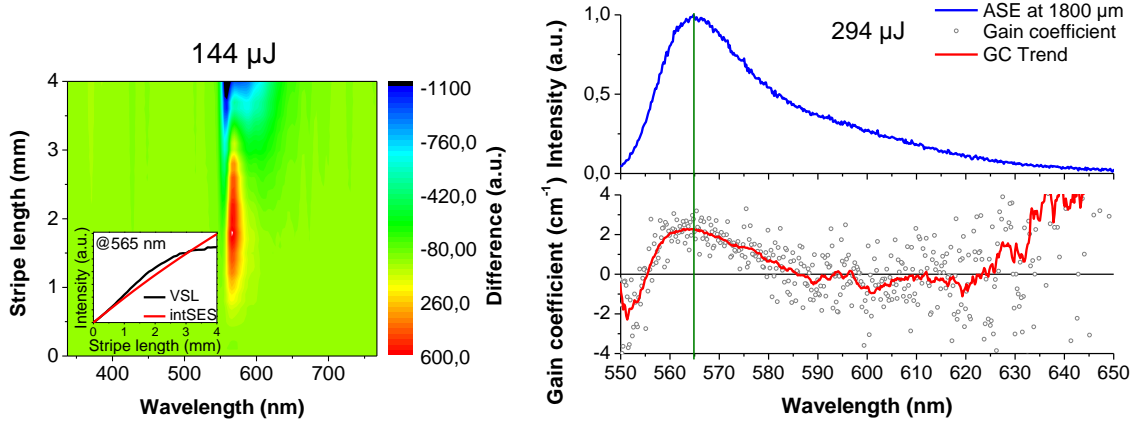 144 µJ
Stripe length (mm)
4
3
2
1
0
400
500
600
700
Wavelength (nm)
@565 nm
Intensity (a.u.)
VSL
intSES
0
1
2
3
4
Stripe length (mm)
-1100
-760,0
-420,0
-80,00
260,0
600,0
Difference (a.u.)
294 µJ
ASE at 1800 µm
Gain coefficient
GC Trend
Intensity (a.u.)
1,0
0,5
0,0
Gain coefficient (cm⁻¹)
4
2
0
-2
-4
550
560
570
580
590
600
610
620
630
640
650
Wavelength (nm)